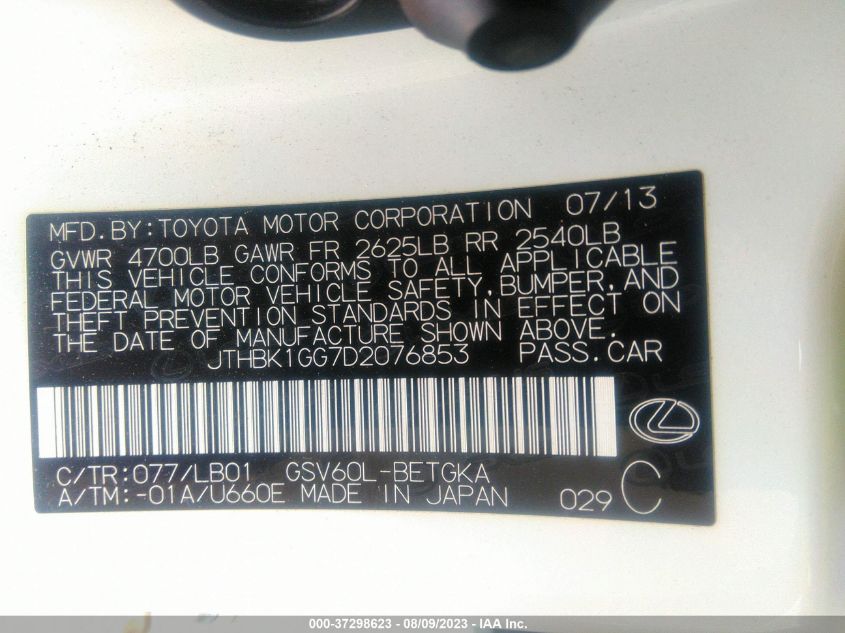 MFD.BY:TOYOTA MOTOR CORPORATION 07/13
GVWR 4700LB GAWR FR 2625LB RR 2540LB
THIS VEHICLE CONFORMS TO ALL APPLICABLE
FEDERAL MOTOR VEHICLE SAFETY,BUMPER,AND
THEFT PREVENTION STANDARDS IN EFFECT ON
THE DATE OF MANUFACTURE SHOWN ABOVE.
JTHBK1GG7D2076853 PASS.CAR
C/TR:077/LB01 GSV60L-BETGKA
A/TM:-01A/U660E MADE IN JAPAN 029 C
000-37298623 - 08/09/2023 - IAA Inc.